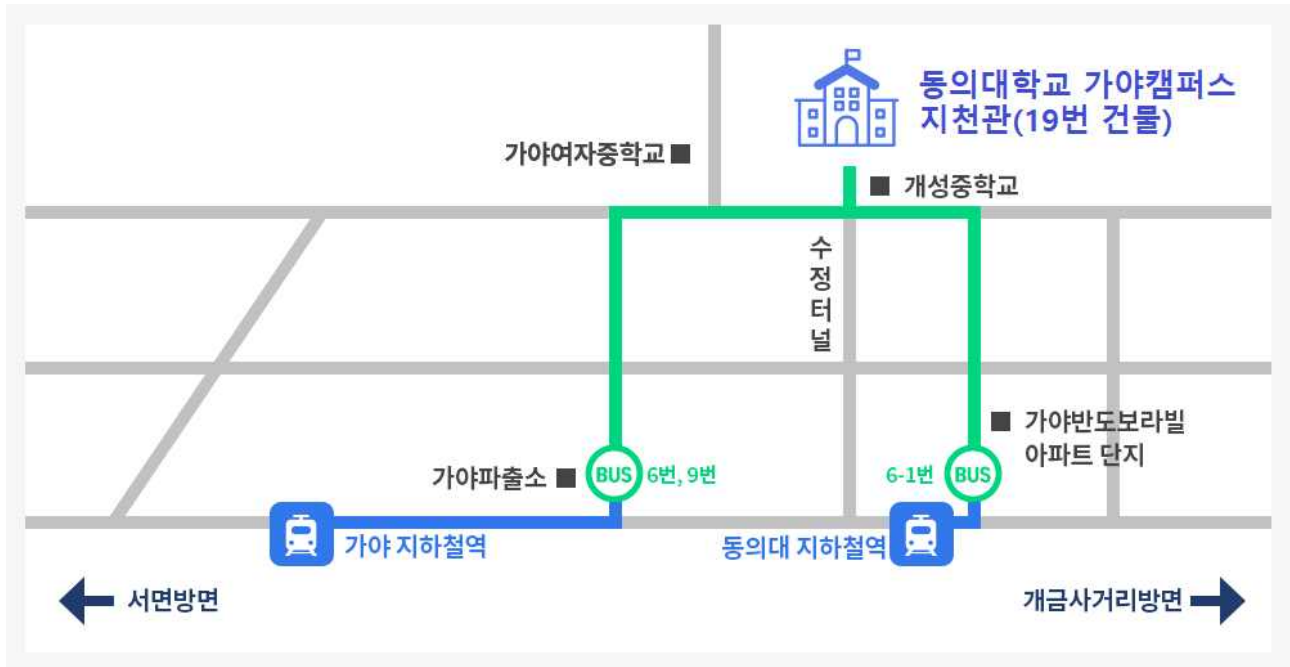 동의대학교 가야캠퍼스
지천관(19번 건물)
가야여자중학교
개성중학교
수정터널
가야반도보라빌
아파트 단지
가야파출소
BUS
6번, 9번
6-1번
BUS
가야 지하철역
동의대 지하철역
서면방면
개금사거리방면